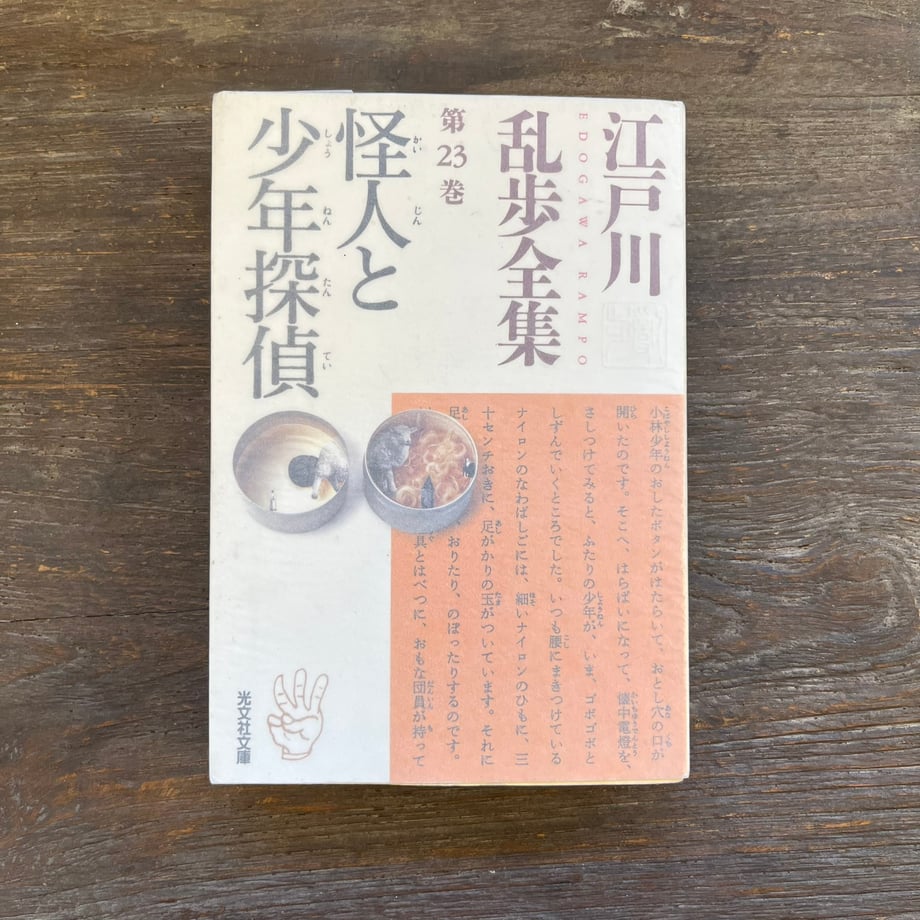 江戸川
EDOGAWA RAMPO
乱歩全集
第23巻
怪人と
少年探偵
小林少年のおしたボタンがはたらいて、おとし穴の口が
開いたのです。そこへ、はらばいになって、懐中電燈を、
さしつけてみると、ふたりの少年が、いま、ゴボゴボと
しずんでいくところでした。いつも腰にまきつけている
ナイロンのなわばしごには、細いナイロンのひもに、三
十センチおきに、足がかりの玉がついています。それに
足
おりたり、のぼったりするのです。
具とはべつに、おもな団員が持って
光文社文庫